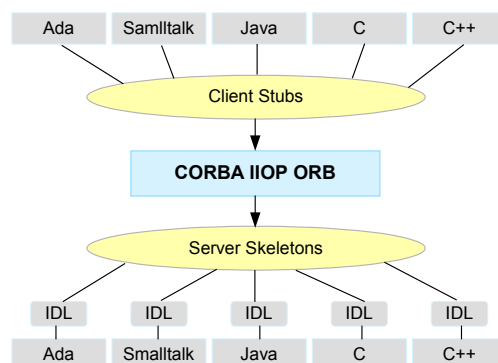 Ada Samlltalk Java C C++
Client Stubs
CORBA IIOP ORB
Server Skeletons
IDL IDL IDL IDL IDL
Ada Smalltalk Java C C++